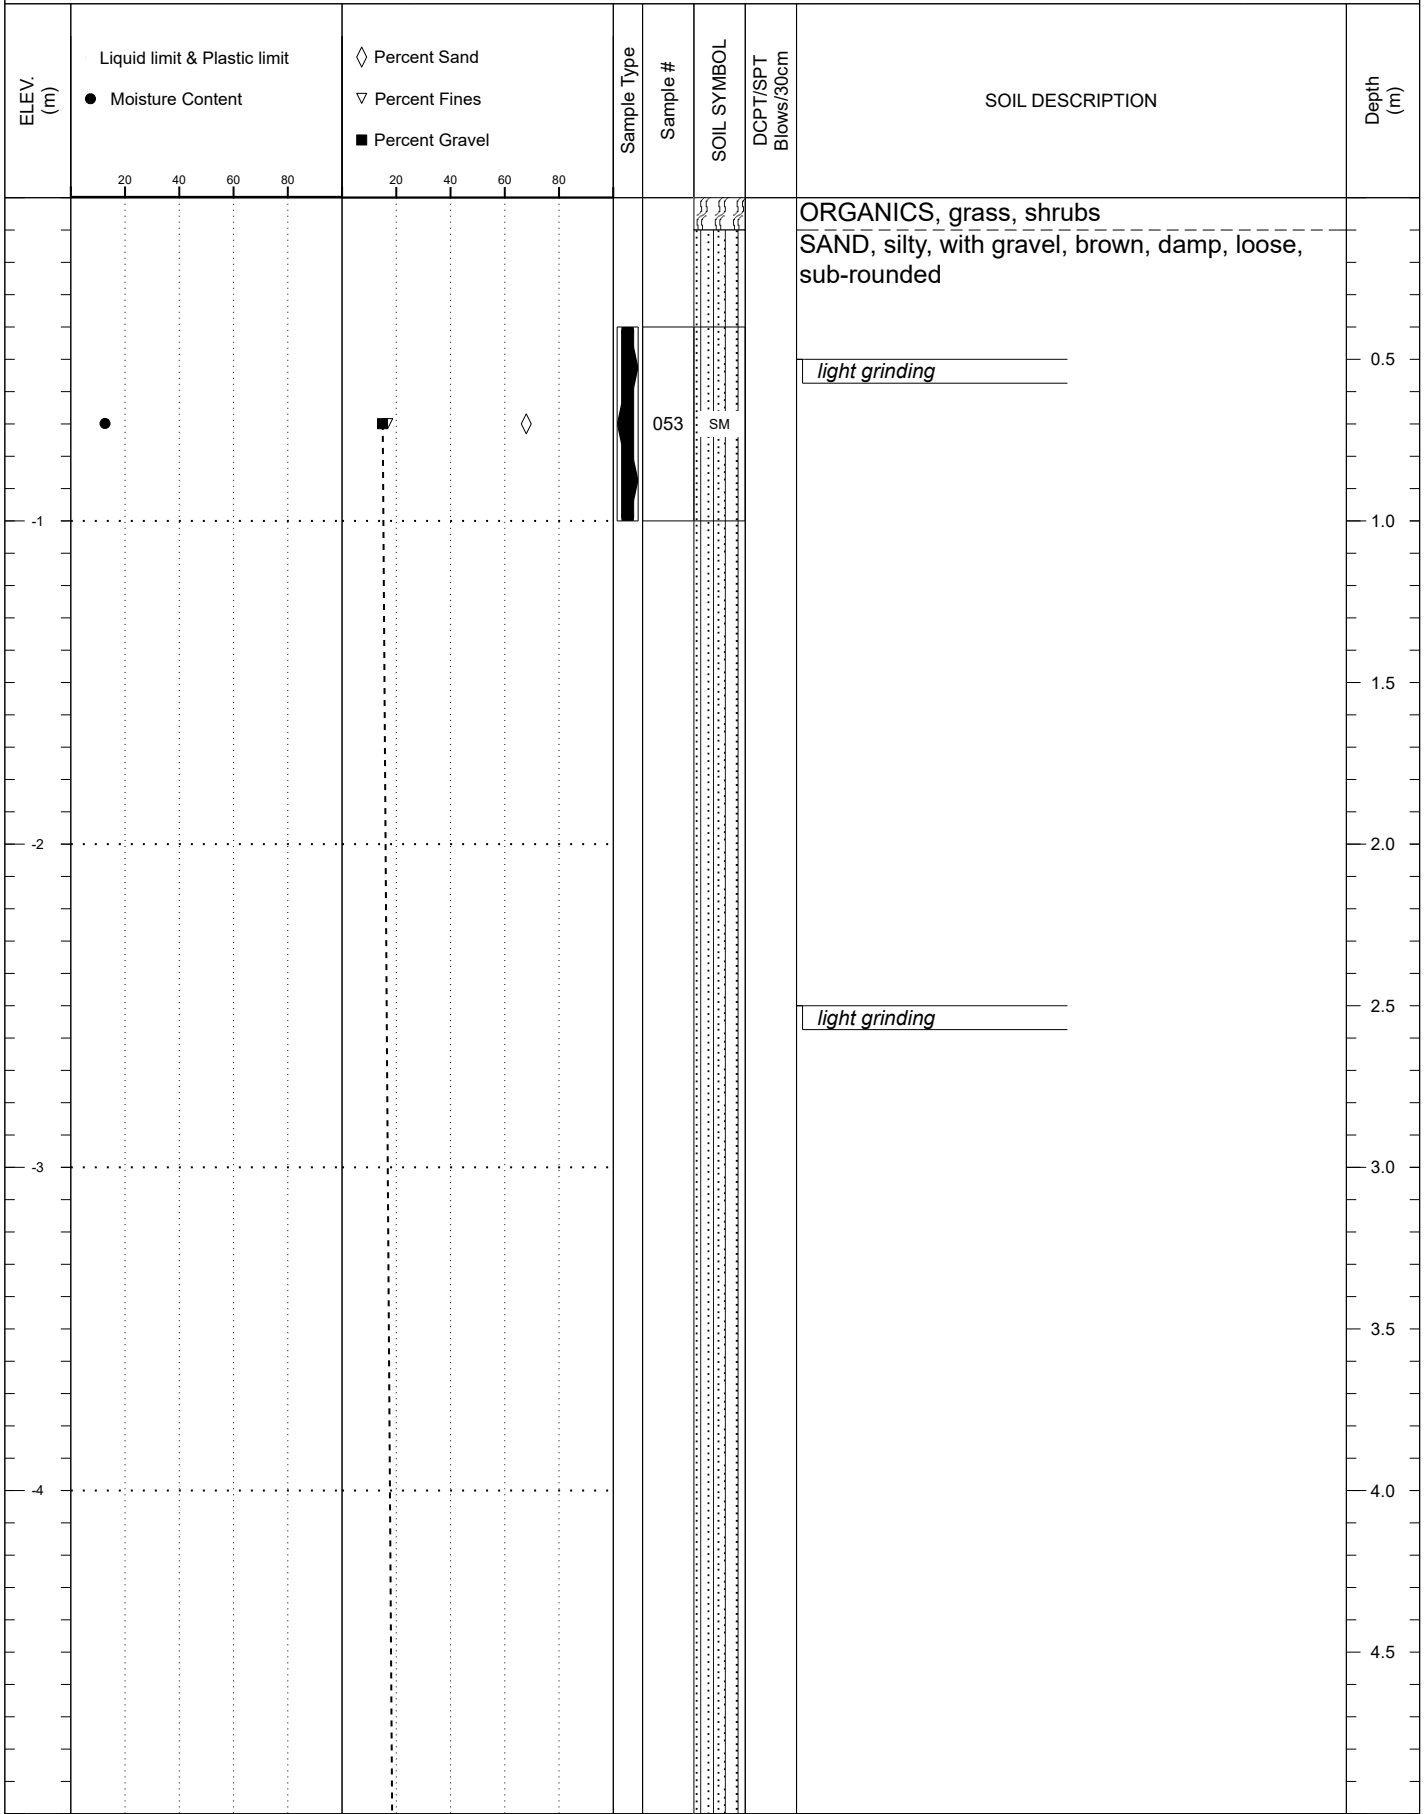 ELEV.
(m)
Liquid limit & Plastic limit
Moisture Content
20 40 60 80
Percent Sand
Percent Fines
Percent Gravel
20 40 60 80
Sample Type
Sample #
SOIL SYMBOL
DCPT/SPT
Blows/30cm
SOIL DESCRIPTION
Depth
(m)
ORGANICS, grass, shrubs
SAND, silty, with gravel, brown, damp, loose,
sub-rounded
light grinding 0.5
053 SM
-1 1.0
1.5
-2 2.0
light grinding 2.5
-3 3.0
3.5
-4 4.0
4.5